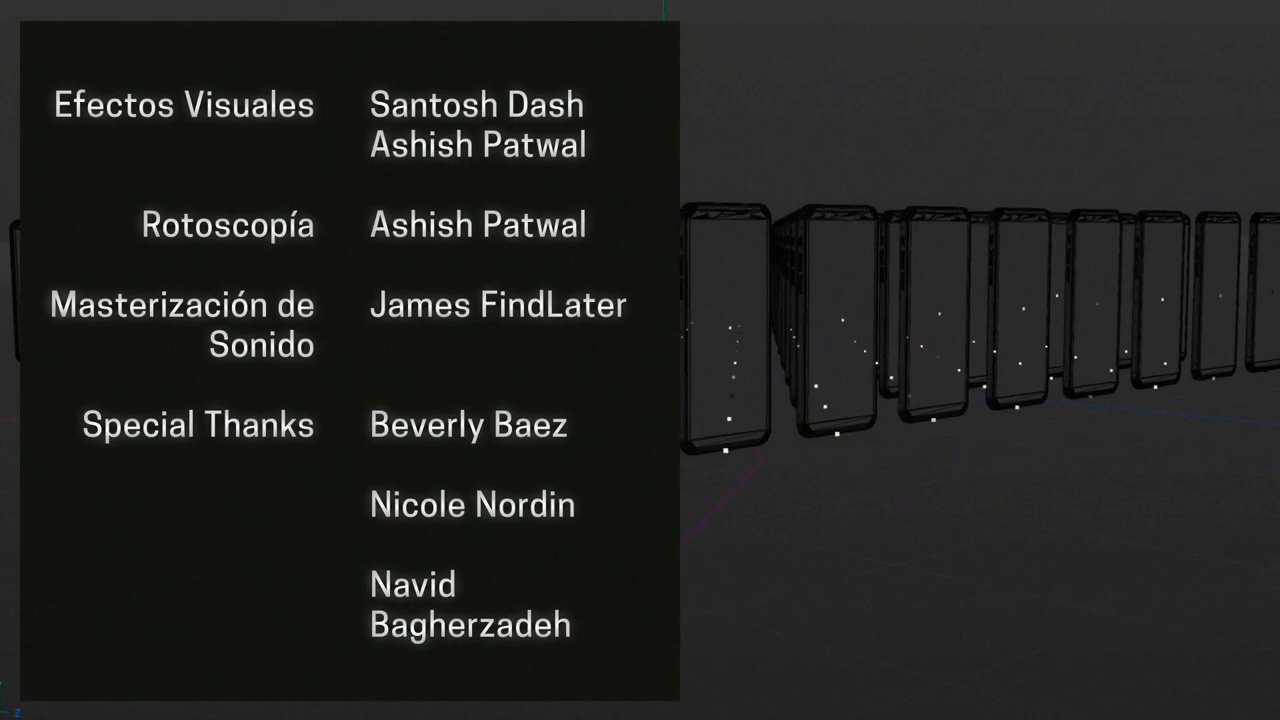 Efectos Visuales Santosh Dash
Ashish Patwal
Rotoscopía Ashish Patwal
Masterización de James FindLater
Sonido
Special Thanks Beverly Baez
Nicole Nordin
Navid
Bagherzadeh
Z